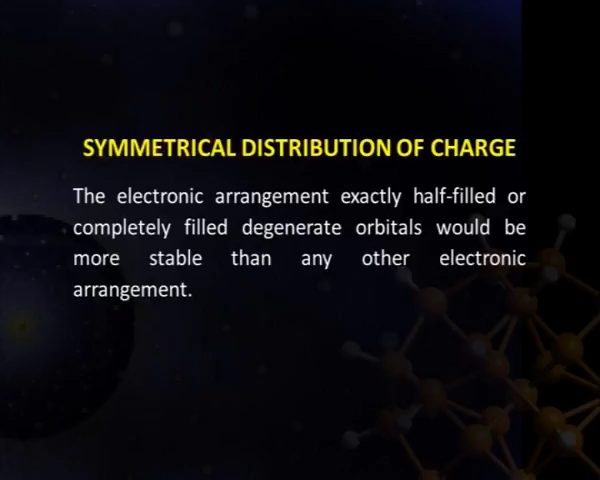 SYMMETRICAL DISTRIBUTION OF CHARGE
The electronic arrangement exactly half-filled or
completely filled degenerate orbitals would be
more stable than any other electronic
arrangement.